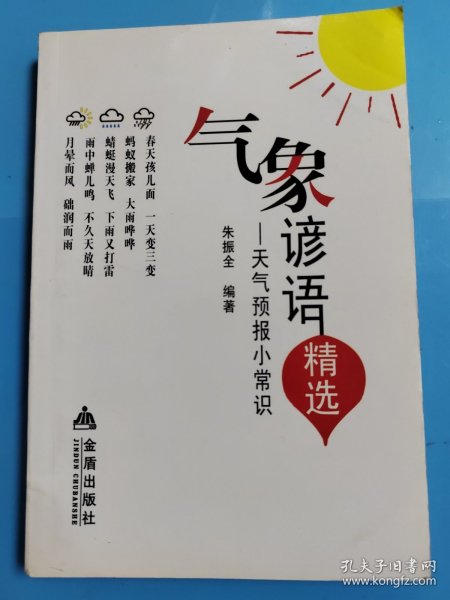 气象谚语
精选
—天气预报小常识
朱振全 编著
春天孩儿面 一天变三变
蚂蚁搬家 大雨哗哗
蜻蜓漫天飞 下雨又打雷
雨中蝉儿鸣 不久天放晴
月晕而风 础润而雨
金盾出版社
JINDUN CHUBANSHE
孔夫子旧书网
www.kongfz.com